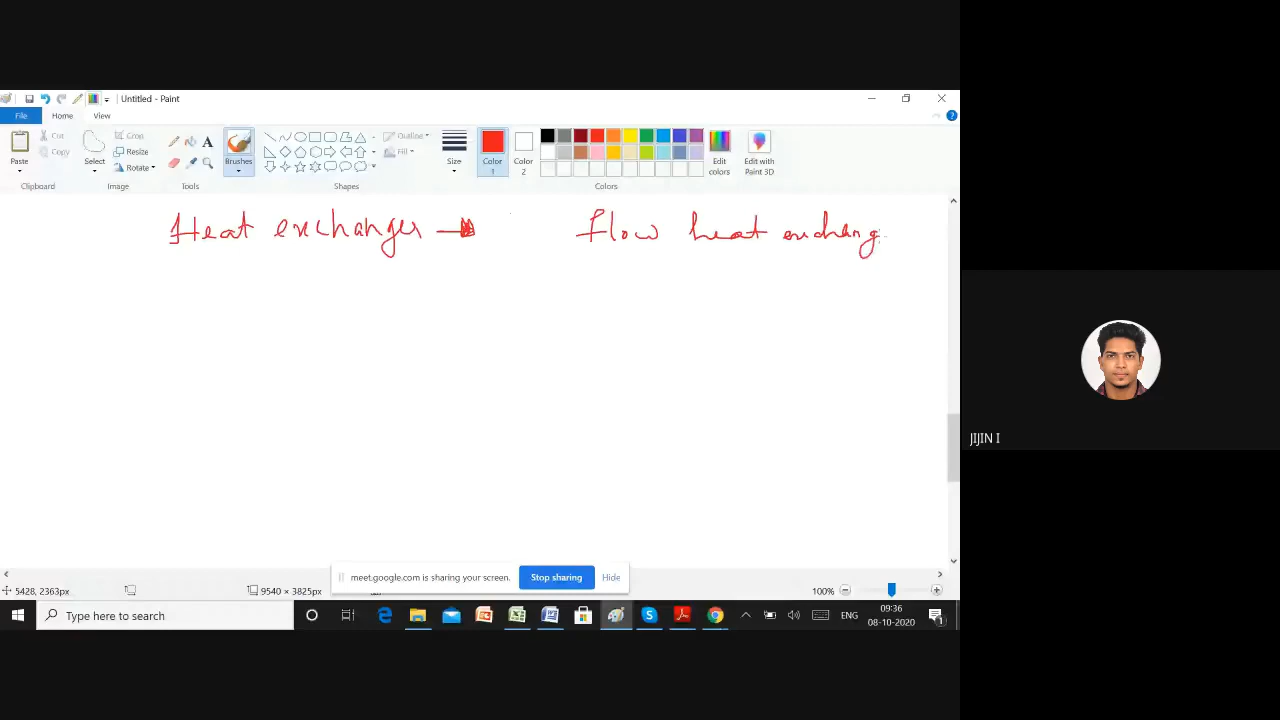 Untitled - Paint
File Home View
Paste
Cut
Copy
Clipboard
Select
Crop
Resize
Rotate
Image
A
Tools
Brushes
Outline
Fill
Shapes
Size
Color 1
Color 2
Edit colors
Edit with Paint 3D
Colors
Heat exchanger → Flow heat exchang
JIJIN I
meet.google.com is sharing your screen. Stop sharing Hide
5428, 2363px 9540 × 3825px 100%
Type here to search
ENG
09:36
08-10-2020
1